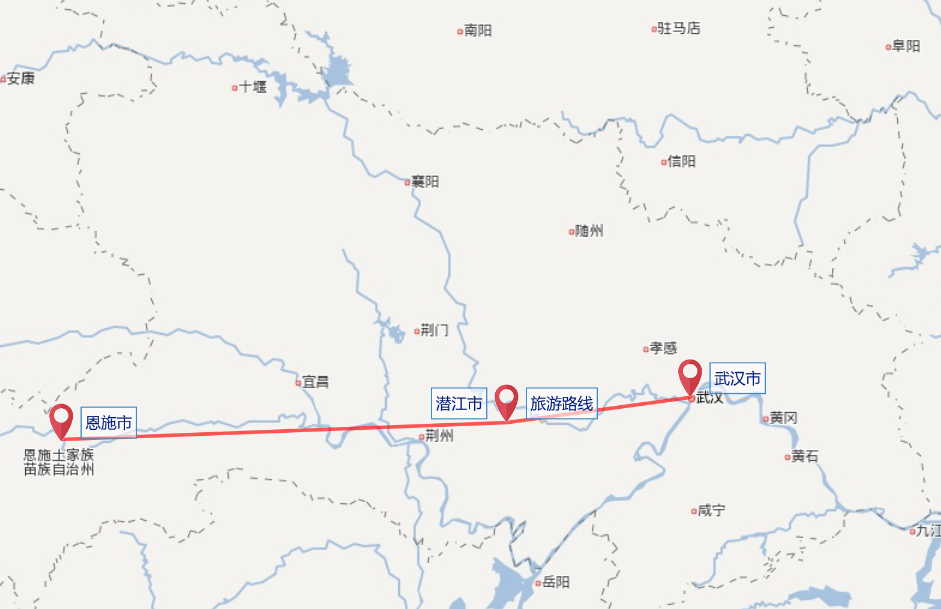 南阳
驻马店
阜阳
安康
十堰
信阳
襄阳
随州
荆门
孝感
宜昌
武汉市
潜江市
旅游路线
武汉
恩施市
黄冈
荆州
恩施土家族
苗族自治州
黄石
咸宁
九江
岳阳